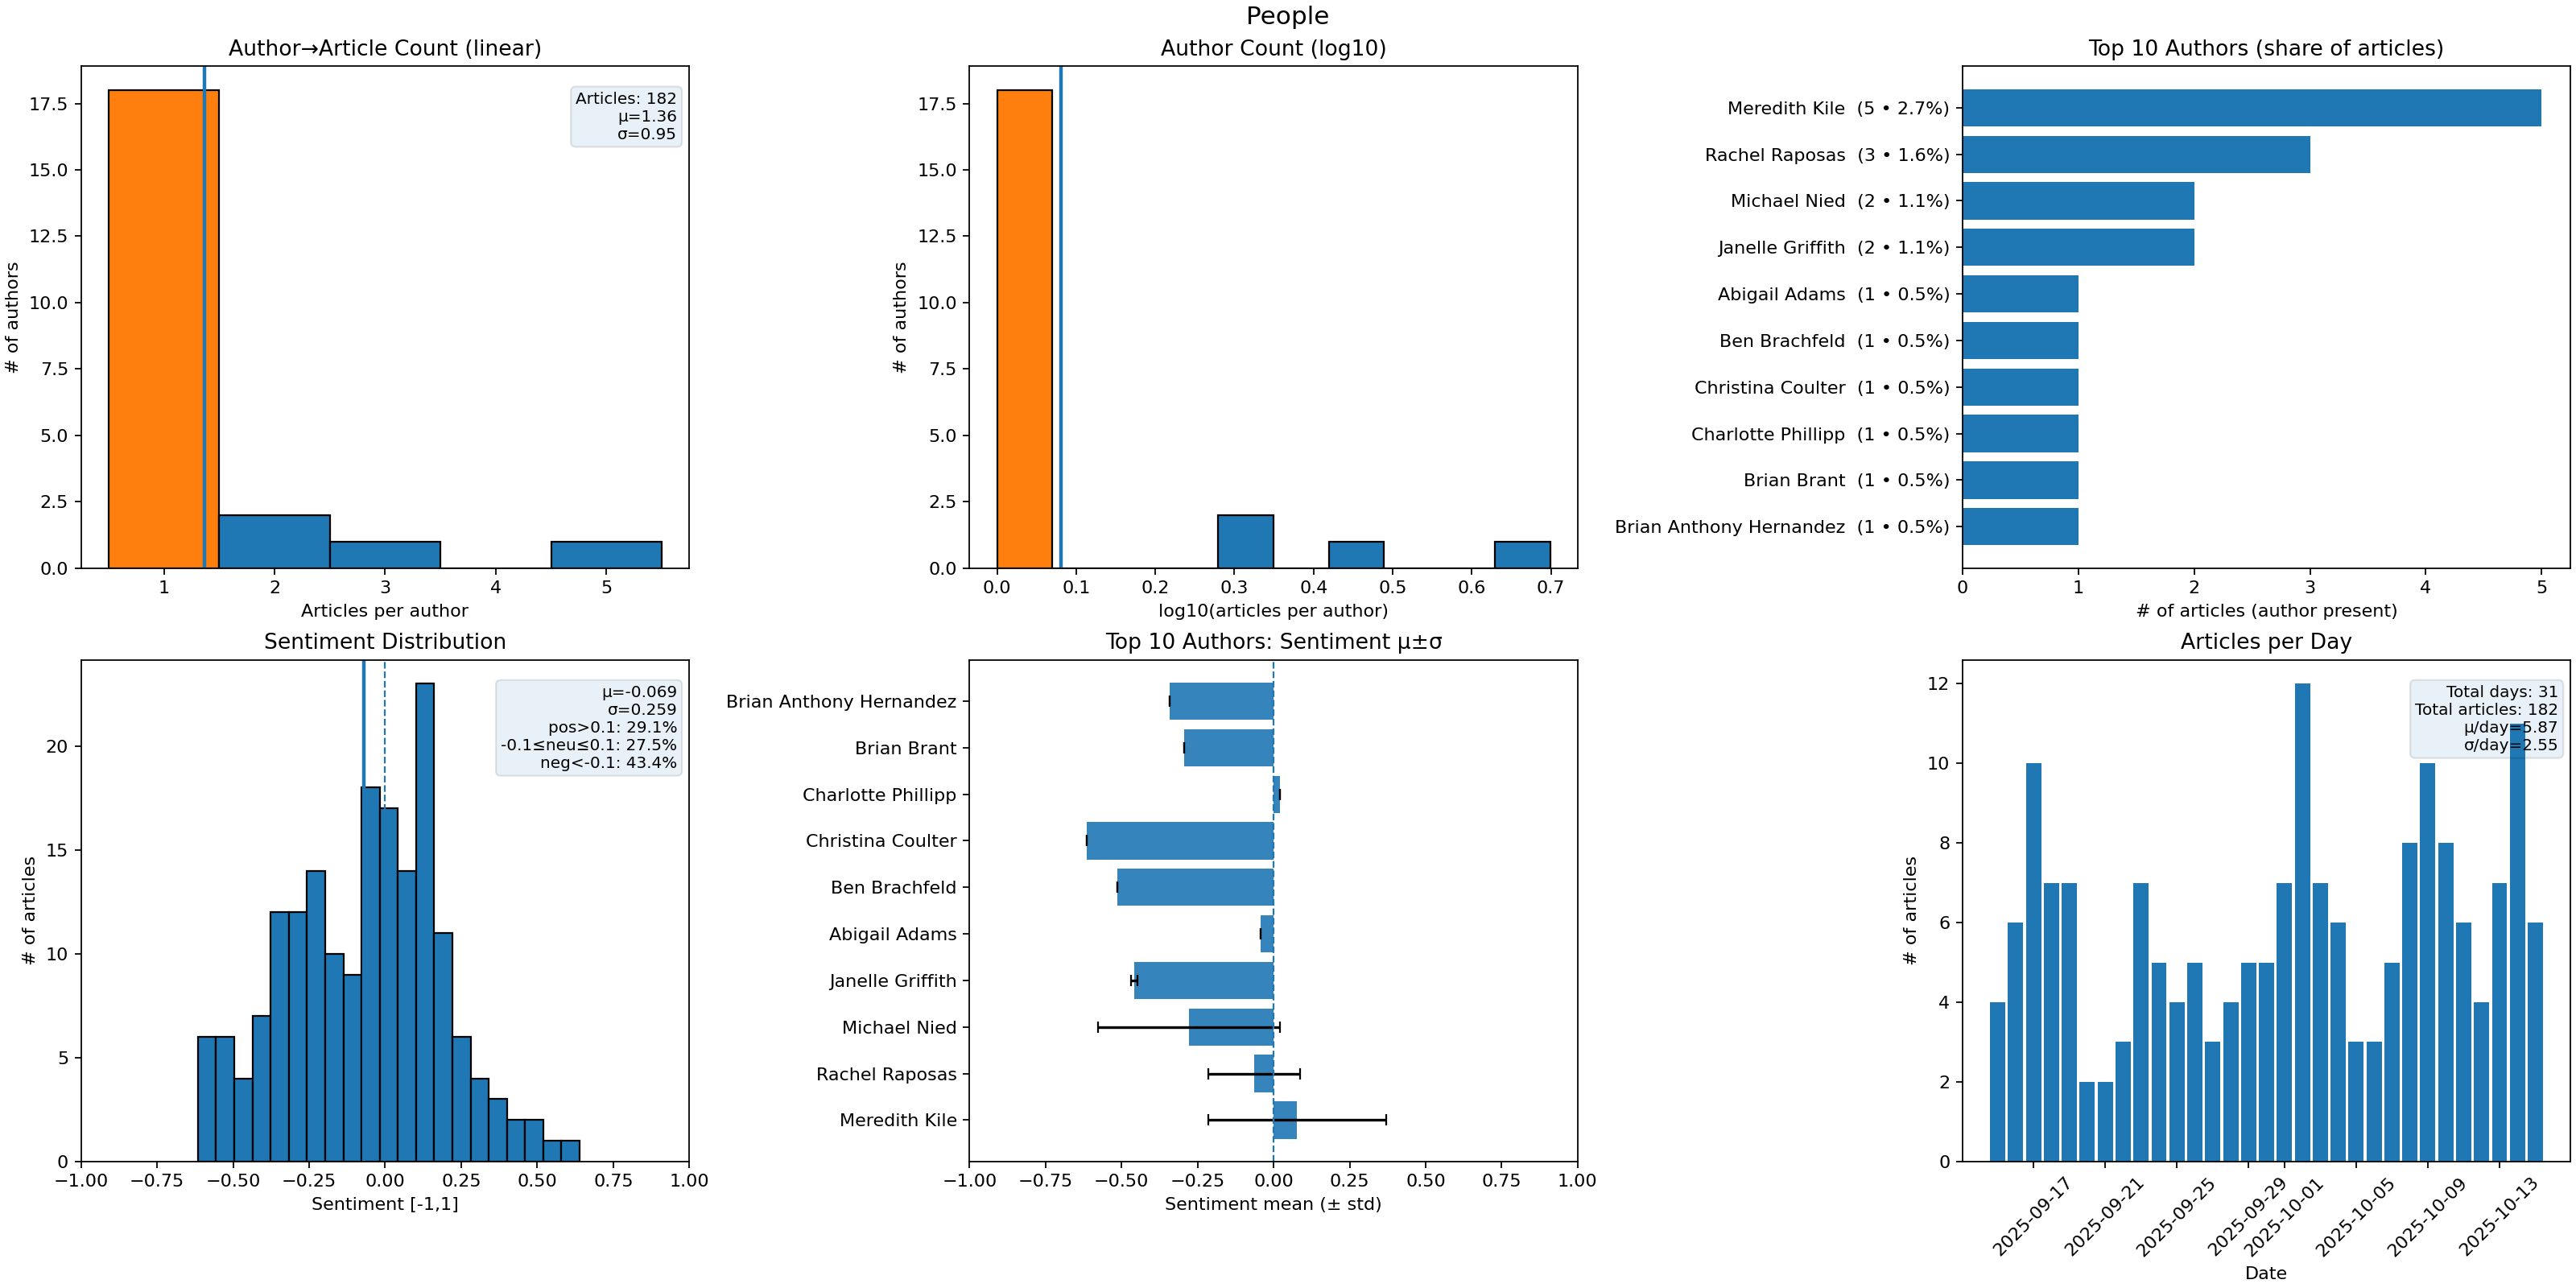 People
Author→Article Count (linear)
17.5
15.0
12.5
10.0
7.5
5.0
2.5
0.0
# of authors
Articles: 182
μ=1.36
σ=0.95
1 2 3 4 5
Articles per author
Author Count (log10)
17.5
15.0
12.5
10.0
7.5
5.0
2.5
0.0
# of authors
0.0 0.1 0.2 0.3 0.4 0.5 0.6 0.7
log10(articles per author)
Top 10 Authors (share of articles)
Meredith Kile (5 • 2.7%)
Rachel Raposas (3 • 1.6%)
Michael Nied (2 • 1.1%)
Janelle Griffith (2 • 1.1%)
Abigail Adams (1 • 0.5%)
Ben Brachfeld (1 • 0.5%)
Christina Coulter (1 • 0.5%)
Charlotte Phillipp (1 • 0.5%)
Brian Brant (1 • 0.5%)
Brian Anthony Hernandez (1 • 0.5%)
0 1 2 3 4 5
# of articles (author present)
Sentiment Distribution
20
15
10
5
0
# of articles
μ=-0.069
σ=0.259
pos>0.1: 29.1%
-0.1≤neu≤0.1: 27.5%
neg<-0.1: 43.4%
−1.00 −0.75 −0.50 −0.25 0.00 0.25 0.50 0.75 1.00
Sentiment [-1,1]
Top 10 Authors: Sentiment μ±σ
Brian Anthony Hernandez
Brian Brant
Charlotte Phillipp
Christina Coulter
Ben Brachfeld
Abigail Adams
Janelle Griffith
Michael Nied
Rachel Raposas
Meredith Kile
−1.00 −0.75 −0.50 −0.25 0.00 0.25 0.50 0.75 1.00
Sentiment mean (± std)
Articles per Day
12
10
8
6
4
2
0
# of articles
Total days: 31
Total articles: 182
μ/day=5.87
σ/day=2.55
2025-09-17
2025-09-21
2025-09-25
2025-09-29
2025-10-01
2025-10-05
2025-10-09
2025-10-13
Date